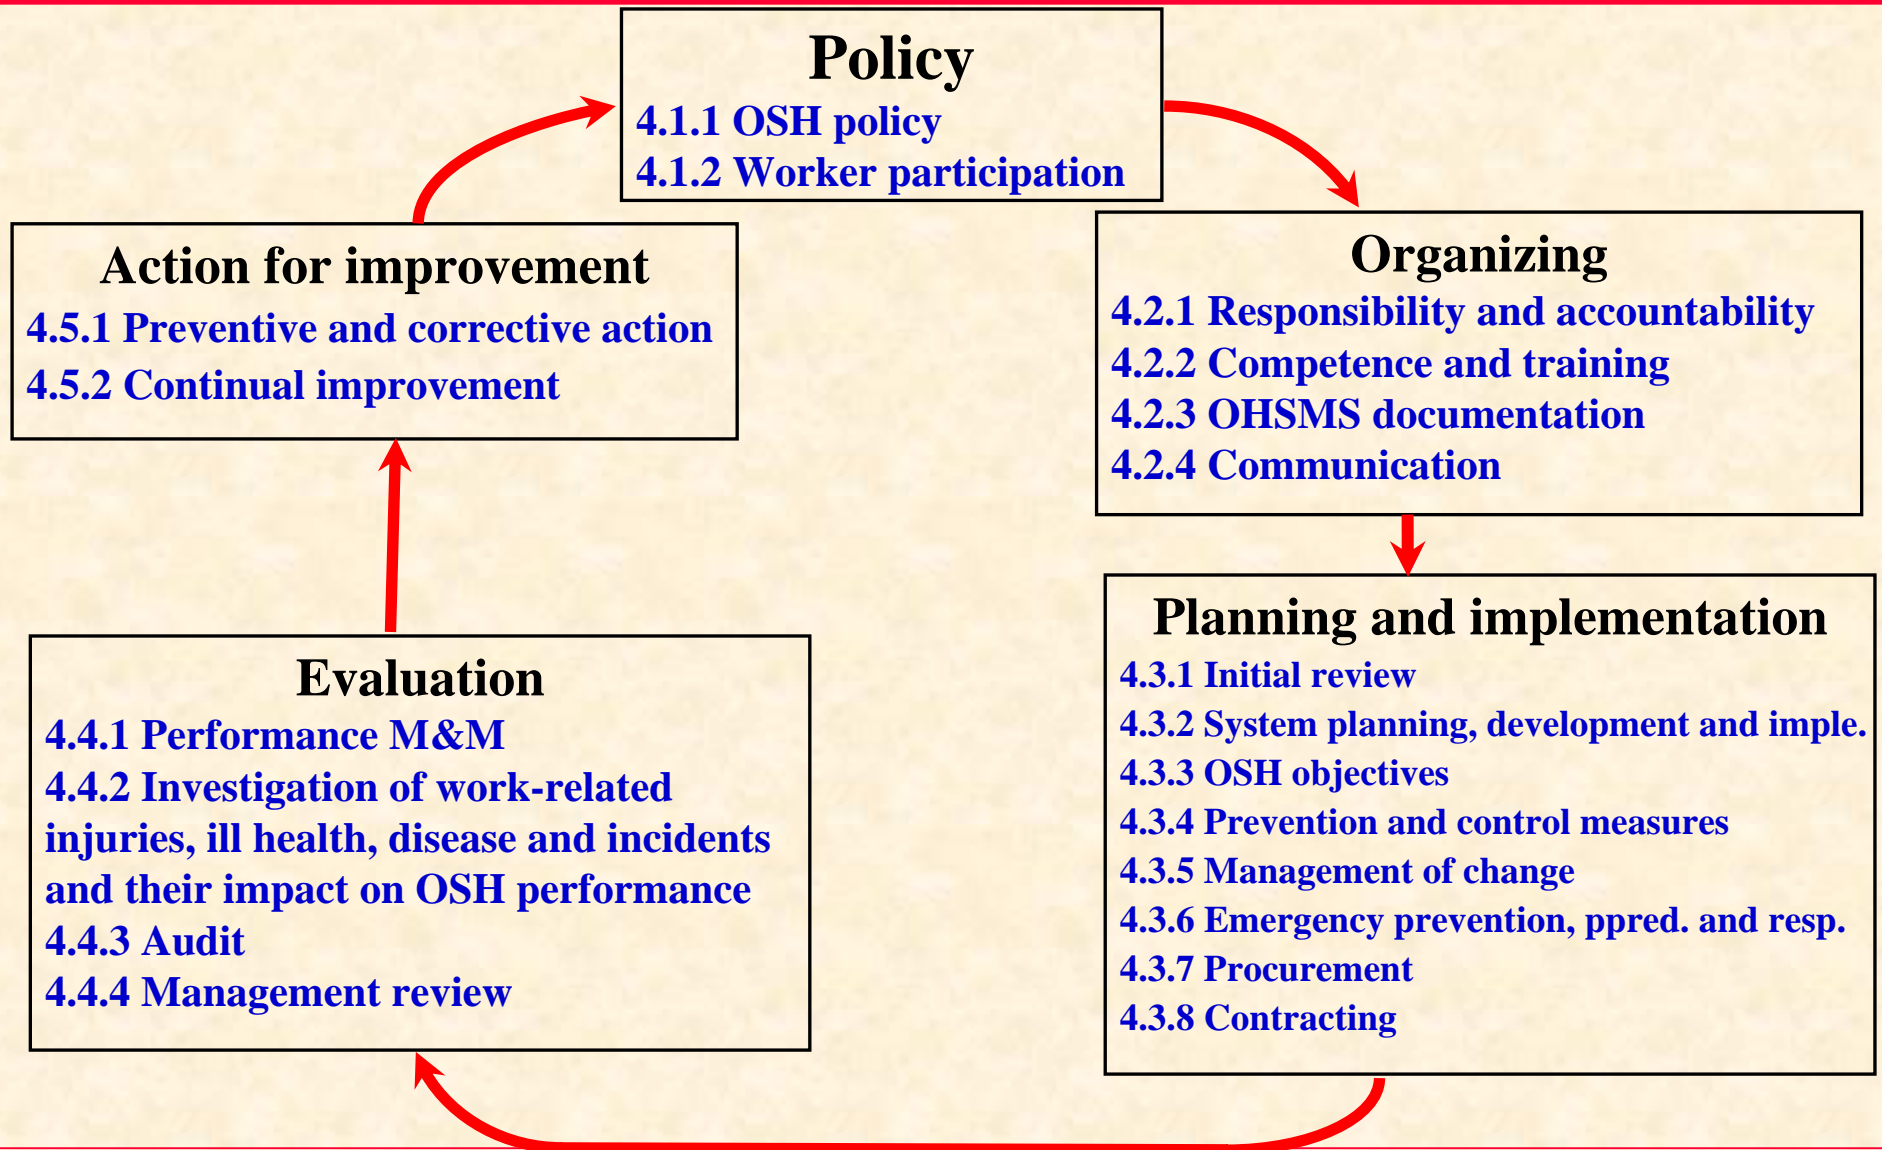 Policy
4.1.1 OSH policy
4.1.2 Worker participation
Organizing
4.2.1 Responsibility and accountability
4.2.2 Competence and training
4.2.3 OHSMS documentation
4.2.4 Communication
Planning and implementation
4.3.1 Initial review
4.3.2 System planning, development and imple.
4.3.3 OSH objectives
4.3.4 Prevention and control measures
4.3.5 Management of change
4.3.6 Emergency prevention, ppred. and resp.
4.3.7 Procurement
4.3.8 Contracting
Evaluation
4.4.1 Performance M&M
4.4.2 Investigation of work-related
injuries, ill health, disease and incidents
and their impact on OSH performance
4.4.3 Audit
4.4.4 Management review
Action for improvement
4.5.1 Preventive and corrective action
4.5.2 Continual improvement